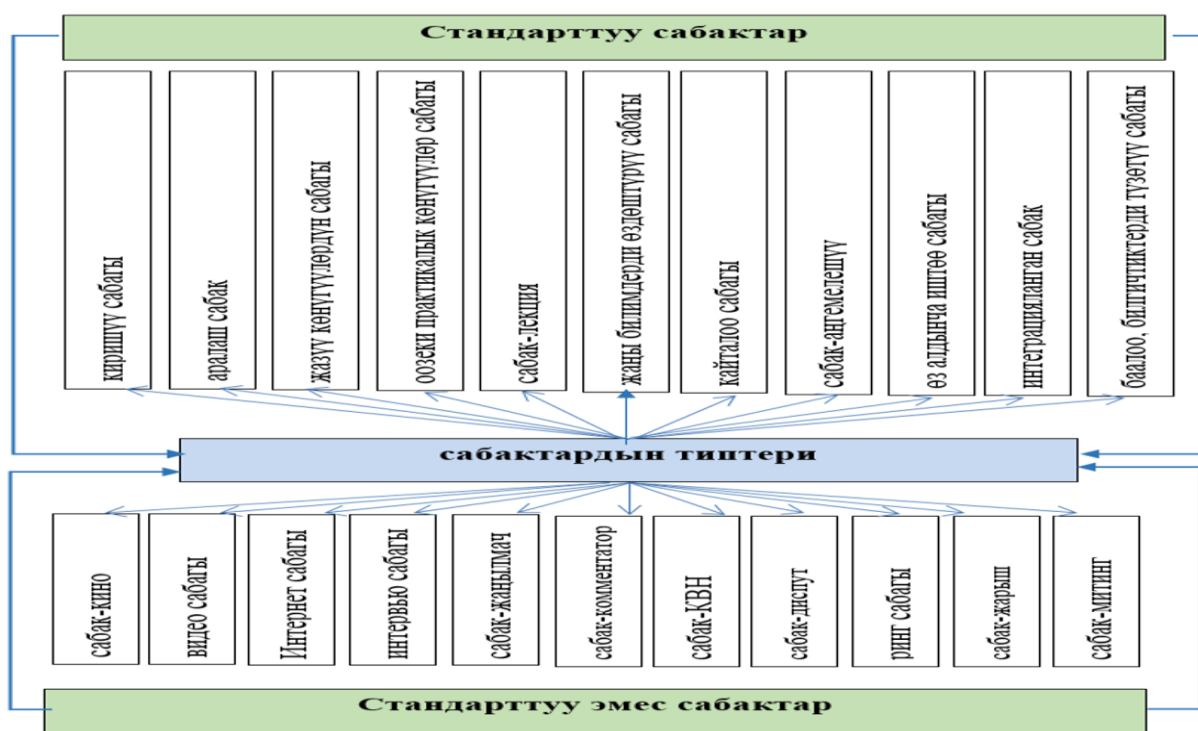 Стандарттуу сабактар
киришүү сабагы
аралаш сабак
жазуу көнүгүүлөрдүн сабагы
оозеки практикалык көнүгүүлөр сабагы
сабак-лекция
жаңы билимдерди өздөштүрүү сабагы
кайталоо сабагы
сабак-аңгемелешүү
өз алдынча иштөө сабагы
интеграцияланган сабак
баалоо, билгичтиктерди түзөтүү сабагы
сабактардын типтери
сабак-кино
видео сабагы
Интернет сабагы
интервью сабагы
сабак-жаңылмач
сабак-комментатор
сабак-КВН
сабак-диспут
ринг сабагы
сабак-жарыш
сабак-митинг
Стандарттуу эмес сабактар